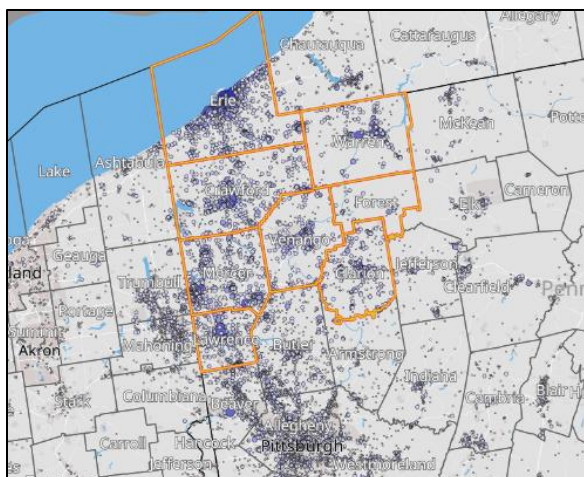 Allegany
Chautauqua
Cattaraugus
Erie
Lake
Ashtabula
Warren
McKean
Potte
Crawford
Forest
Cameron
Elk
Geauga
Venango
Jefferson
land
Trumbull
Mercer
Clarion
Clearfield
Penn
Portage
Summit
Akron
Mahoning
Lawrence
Butler
Armstrong
Indiana
Columbiana
Beaver
Cambria
Blair
Stark
Allegheny
Carroll
Hancock
Pittsburgh
Jefferson
Westmoreland